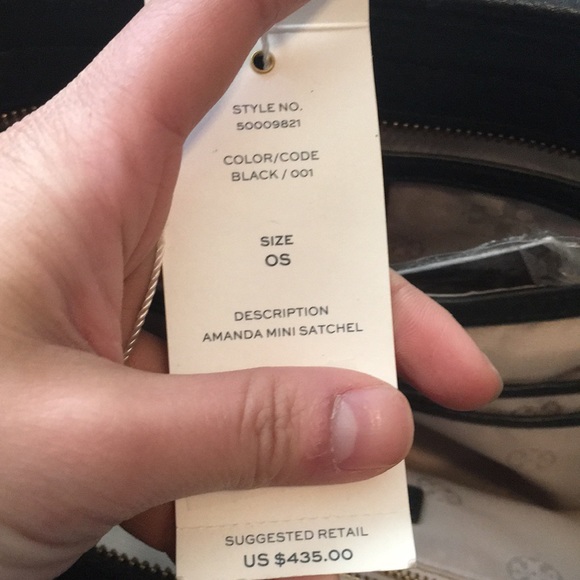 STYLE NO.
50009821
COLOR/CODE
BLACK / 001
SIZE
OS
DESCRIPTION
AMANDA MINI SATCHEL
SUGGESTED RETAIL
US $435.00